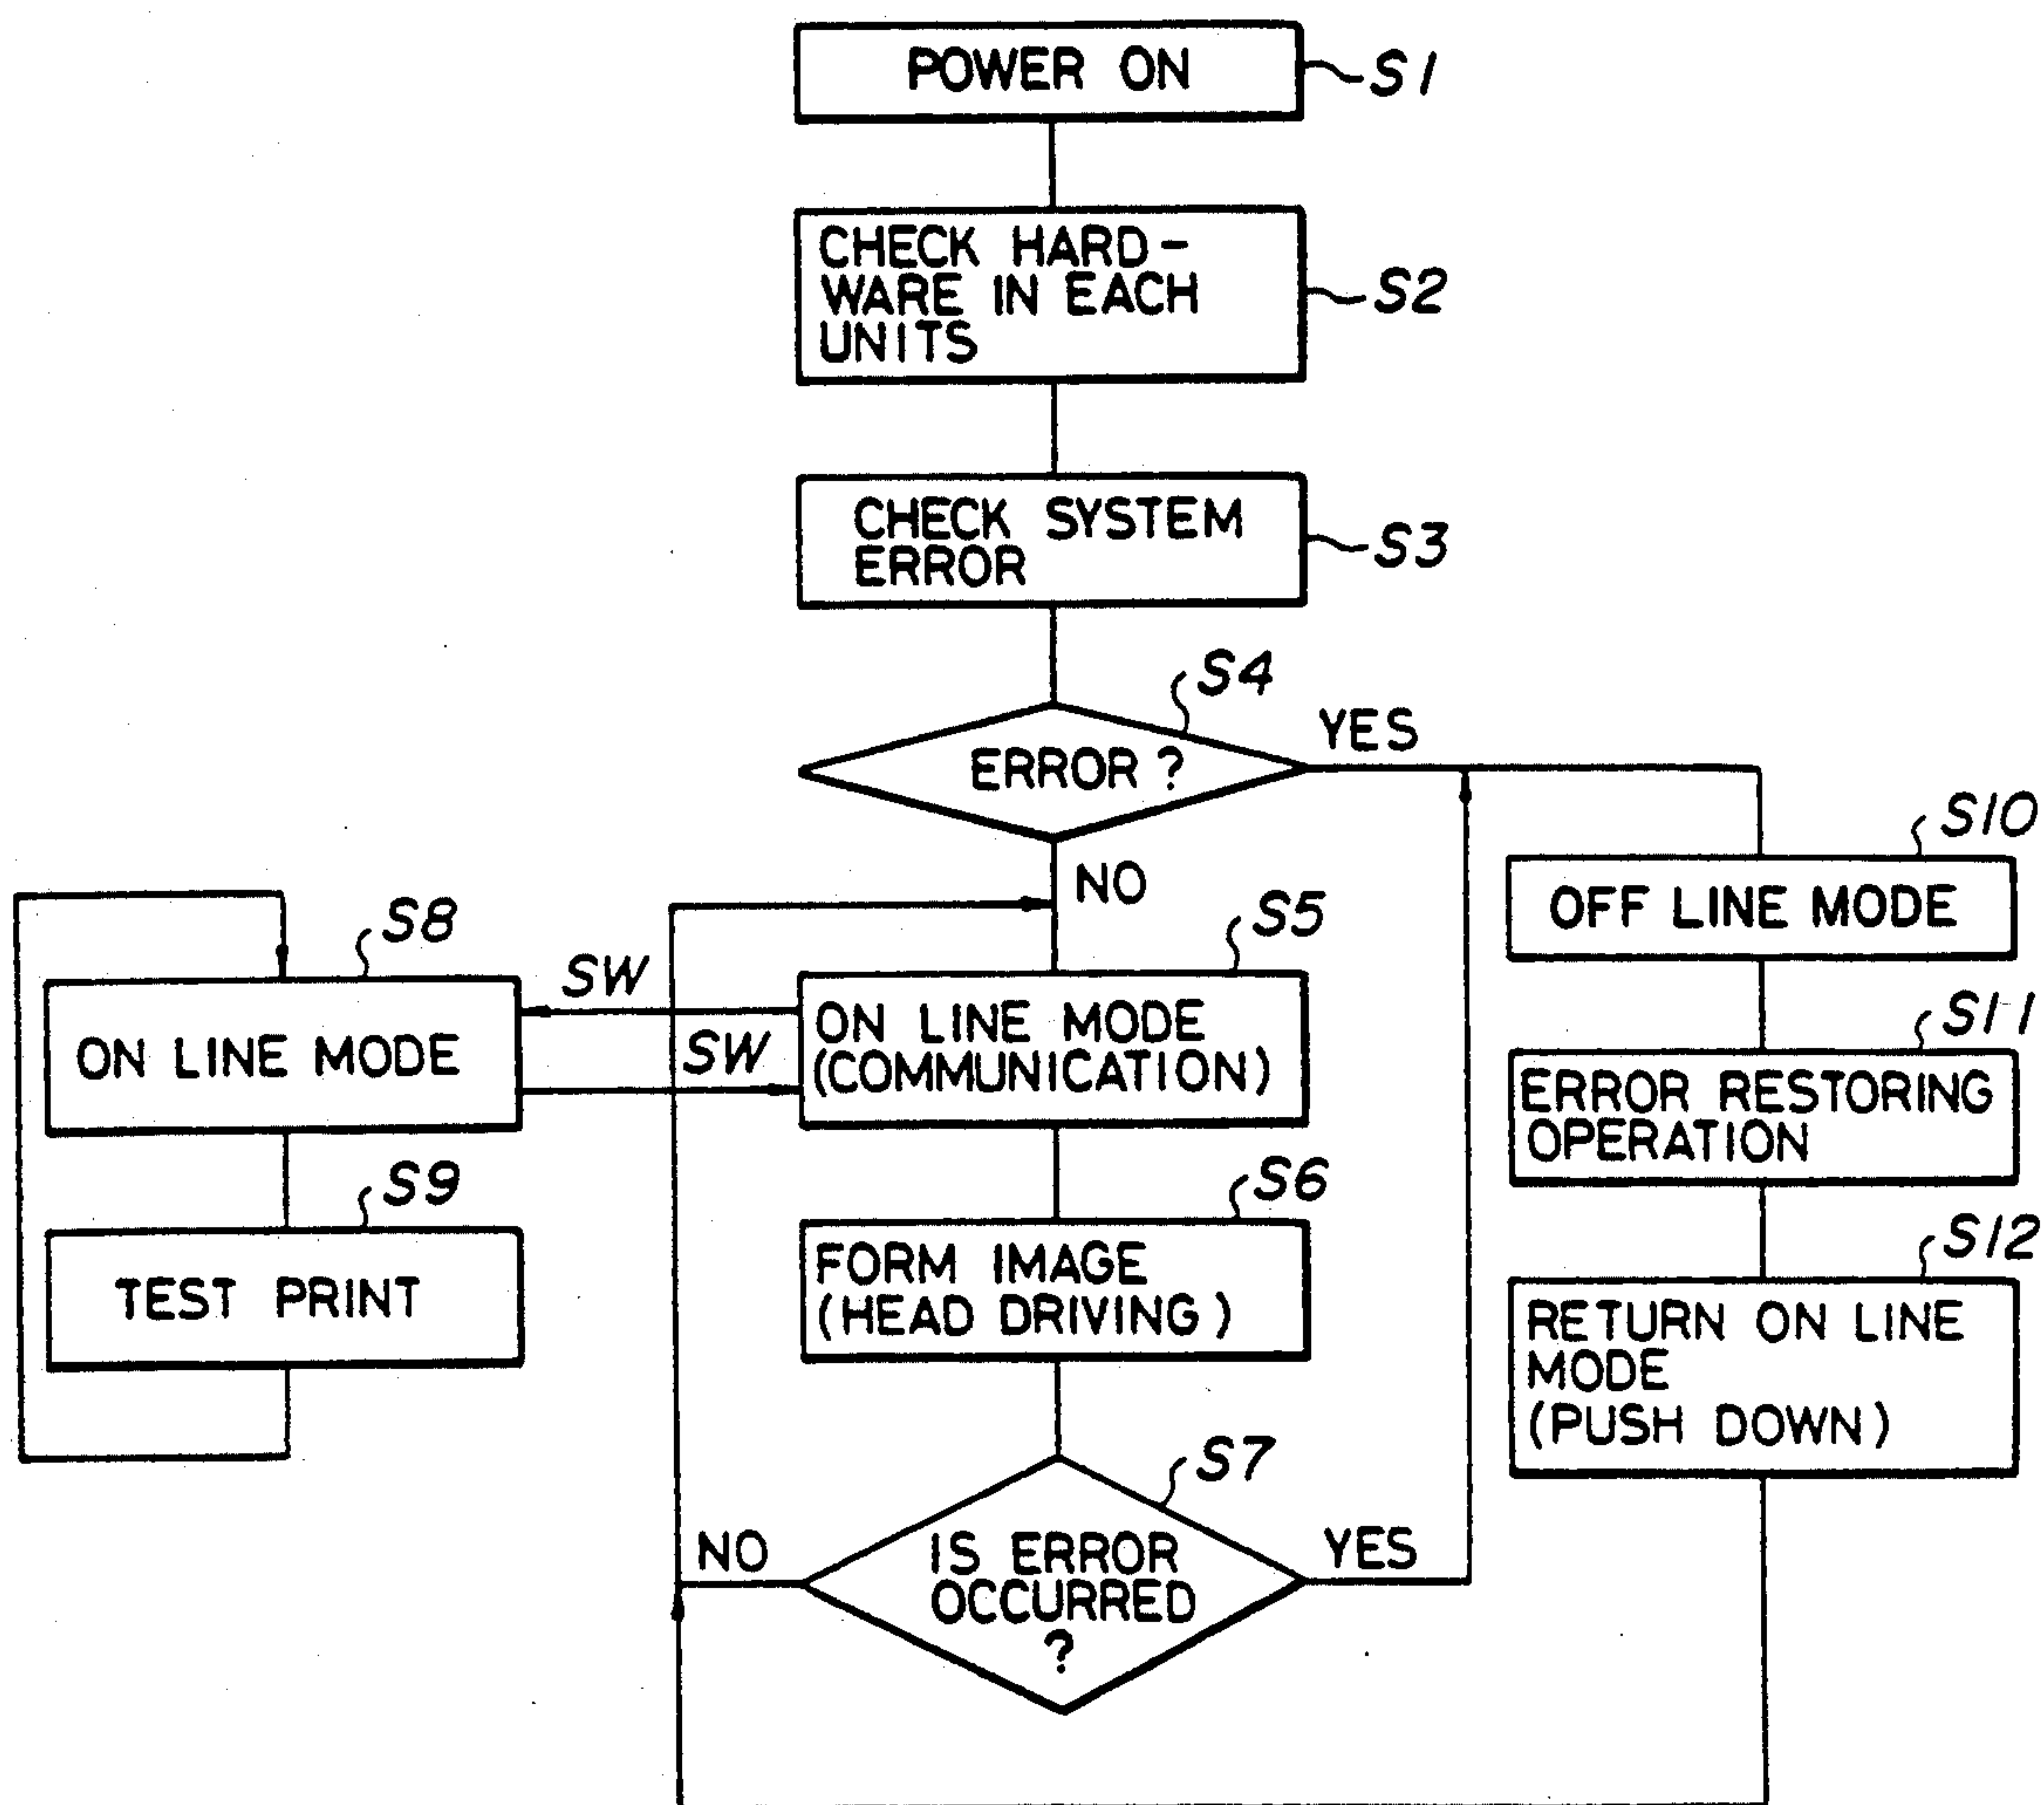 POWER ON
S1
CHECK HARD-
WARE IN EACH
UNITS
S2
CHECK SYSTEM
ERROR
S3
S4
ERROR ?
YES
NO
S10
OFF LINE MODE
S8
S5
SW
SW
ON LINE MODE
ON LINE MODE
(COMMUNICATION)
S11
ERROR RESTORING
OPERATION
S9
TEST PRINT
S6
FORM IMAGE
(HEAD DRIVING)
S12
RETURN ON LINE
MODE
(PUSH DOWN)
S7
NO
IS ERROR
OCCURRED
?
YES